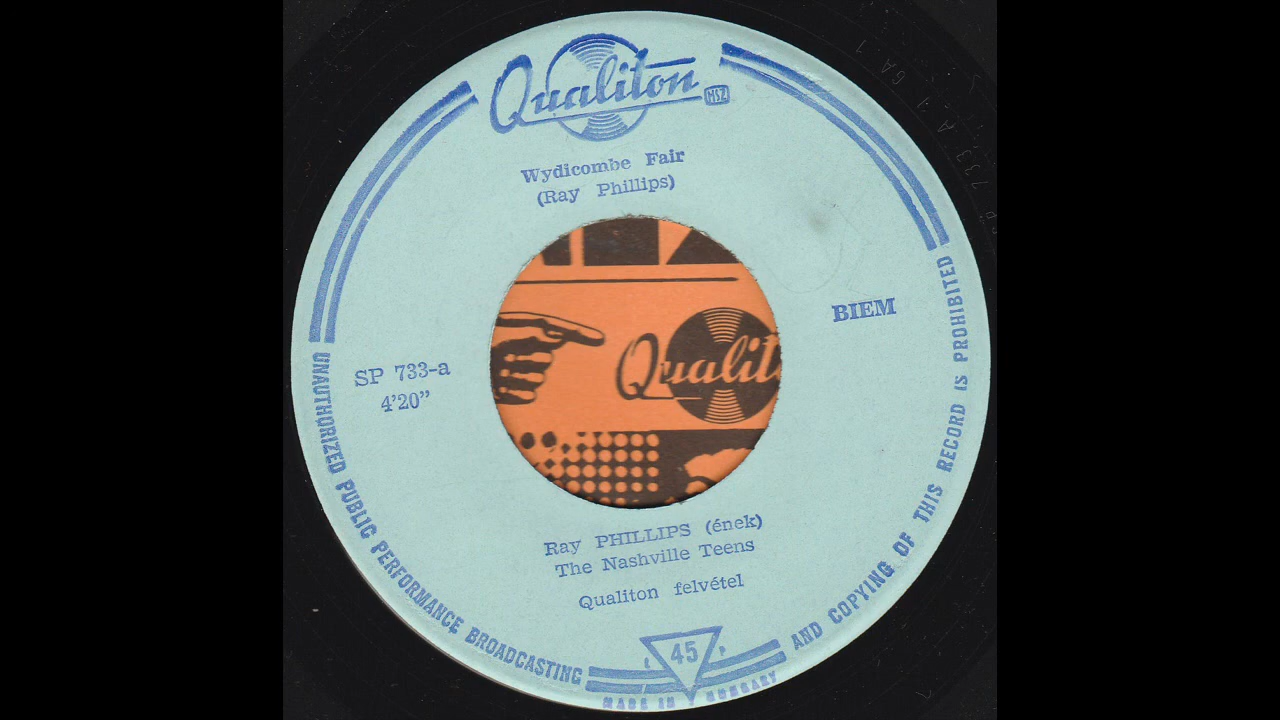 Qualiton
MSZ
Wydicombe Fair
(Ray Phillips)
BIEM
SP 733-a
4'20"
Qualit
Ray PHILLIPS (ének)
The Nashville Teens
Qualiton felvétel
45
UNAUTHORIZED PUBLIC PERFORMANCE BROADCASTING
AND COPYING OF THIS RECORD IS PROHIBITED
MADE IN HUNGARY